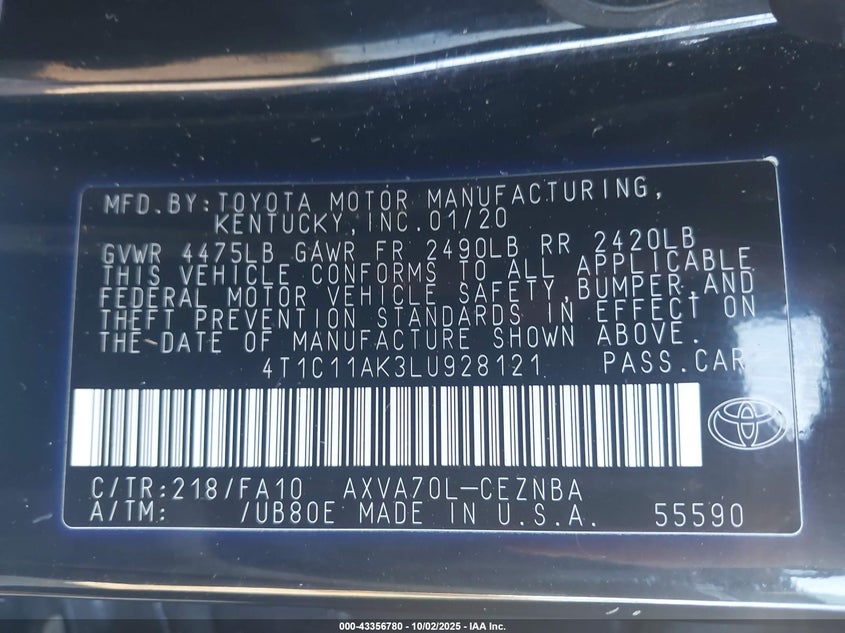 MFD.BY:TOYOTA MOTOR MANUFACTURING,
KENTUCKY,INC.01/20
GVWR 4475LB GAWR FR 2490LB RR 2420LB
THIS VEHICLE CONFORMS TO ALL APPLICABLE
FEDERAL MOTOR VEHICLE SAFETY,BUMPER,AND
THEFT PREVENTION STANDARDS IN EFFECT ON
THE DATE OF MANUFACTURE SHOWN ABOVE.
4T1C11AK3LU928121 PASS.CAR
C/TR:218/FA10 AXVA70L-CEZNBA
A/TM: /UB80E MADE IN U.S.A. 55590
000-43356780 - 10/02/2025 - IAA Inc.